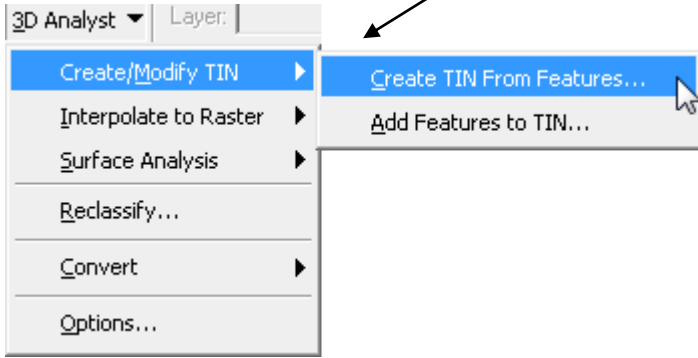 3D Analyst Layer:
Create/Modify TIN
Create TIN From Features...
Interpolate to Raster
Add Features to TIN...
Surface Analysis
Reclassify...
Convert
Options...